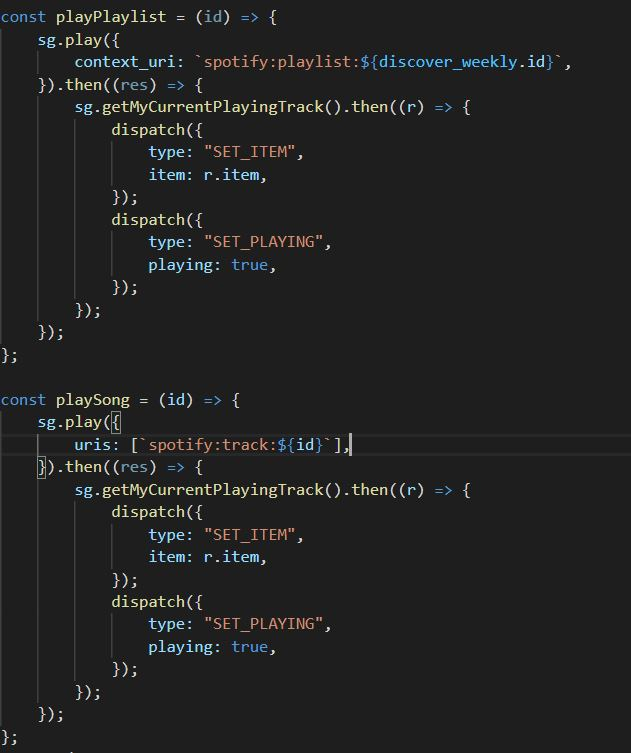 const playPlaylist = (id) => {
    sg.play({
        context_uri: `spotify:playlist:${discover_weekly.id}`,
    }).then((res) => {
        sg.getMyCurrentPlayingTrack().then((r) => {
            dispatch({
                type: "SET_ITEM",
                item: r.item,
            });
            dispatch({
                type: "SET_PLAYING",
                playing: true,
            });
        });
    });
};

const playSong = (id) => {
    sg.play({
        uris: [`spotify:track:${id}`],
    }).then((res) => {
        sg.getMyCurrentPlayingTrack().then((r) => {
            dispatch({
                type: "SET_ITEM",
                item: r.item,
            });
            dispatch({
                type: "SET_PLAYING",
                playing: true,
            });
        });
    });
};